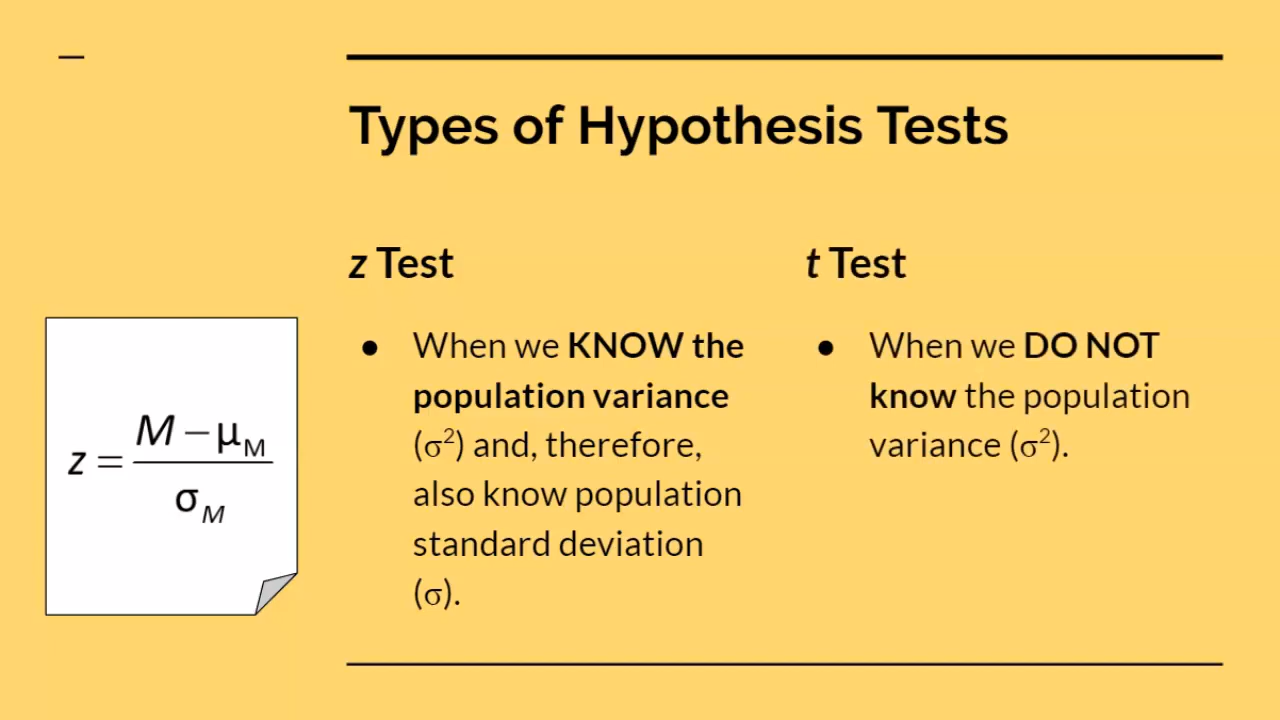 Types of Hypothesis Tests
z Test
When we KNOW the
population variance
(σ²) and, therefore,
also know population
standard deviation
(σ).
t Test
When we DO NOT
know the population
variance (σ²).
z = M − μ_M / σ_M